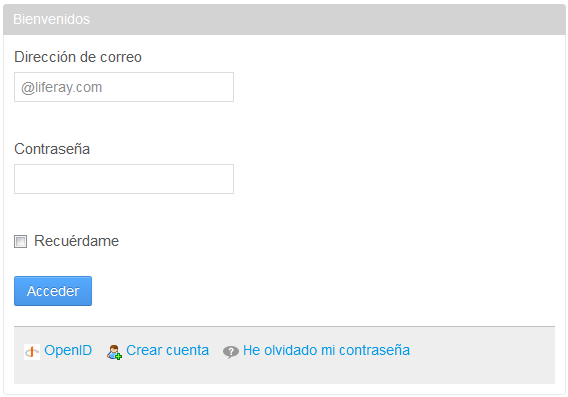 Bienvenidos
Dirección de correo
@liferay.com
Contraseña
Recuérdame
Acceder
OpenID Crear cuenta He olvidado mi contraseña